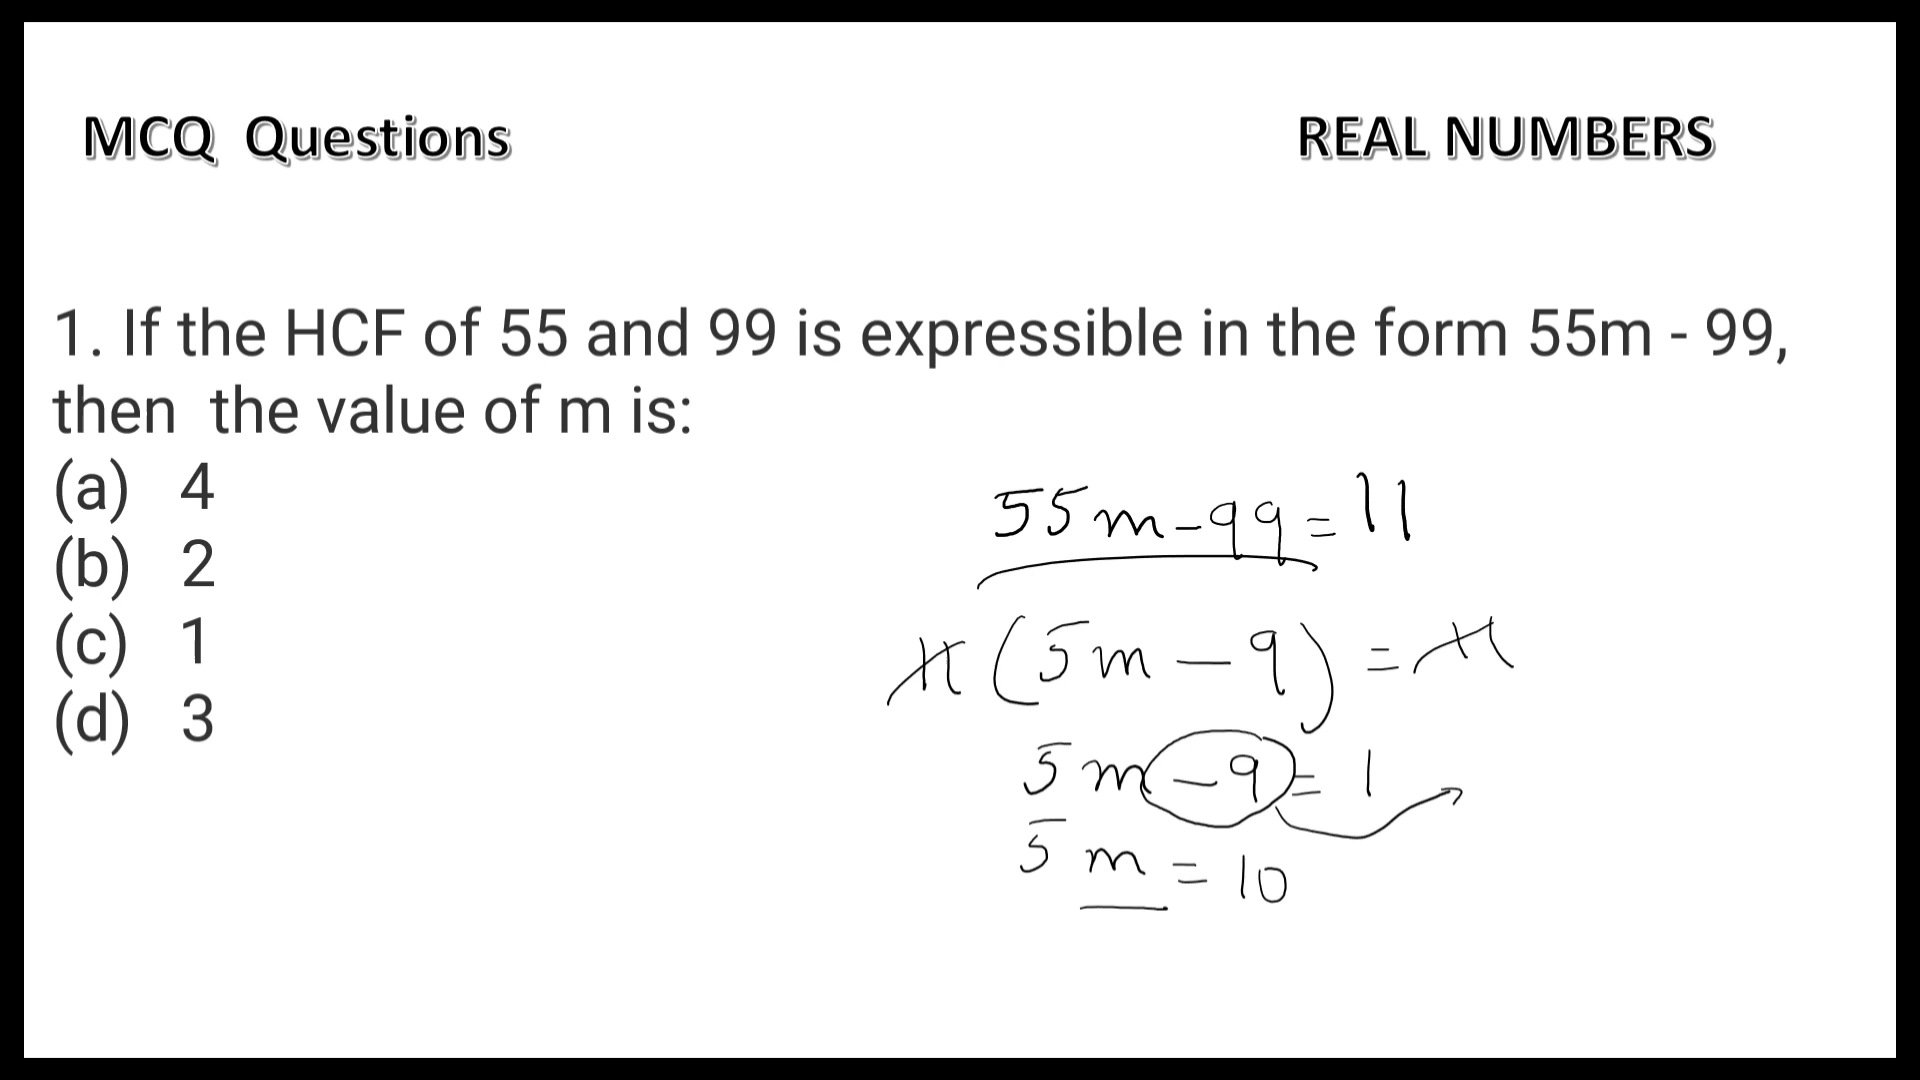 MCQ Questions
REAL NUMBERS
1. If the HCF of 55 and 99 is expressible in the form 55m - 99,
then the value of m is:
(a) 4
(b) 2
(c) 1
(d) 3
55m-99=11
11(5m-9)=11
5m-9=1
5m=10